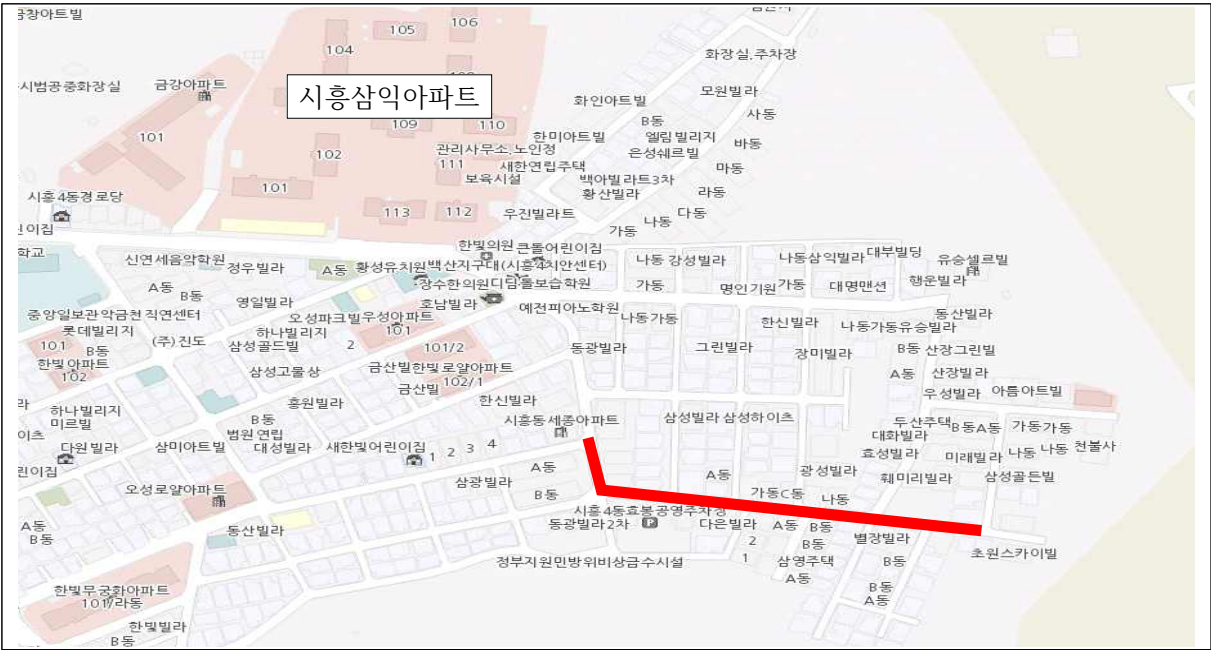 금강아트빌
106
105
104
화장실,주차장
시범공중화장실
금강아파트
시흥삼익아파트
모원빌라
화인아트빌
사동
B동
109
110
101
한미아트빌
엘림빌리지
바동
관리사무소,노인정
은성쉐르빌
102
111
새한연립주택
마동
보육시설
백아빌라트3차
101
황산빌라
라동
시흥4동경로당
113
112
우진빌라트
다동
나동
가동
린이집
학교
한빛의원
큰돌어린이집
신연세음악학원
정우빌라
A동
황성유치원
백산지구대(시흥4치안센터)
나동
강성빌라
나동삼익빌라
대부빌딩
유승셀르빌
장수한의원
디딤돌보습학원
가동
명인기원
가동
대명맨션
행운빌라
A동
B동
영일빌라
호남빌라
예전피아노학원
동산빌라
중앙일보관악금천직연센터
오성파크빌
우성아파트
101
나동가동
한신빌라
나동가동유승빌라
롯데빌리지
하나빌리지
(주)진도
삼성골드빌
2
101/2
동광빌라
그린빌라
장미빌라
B동
산장그린빌
101
B동
한빛아파트
102
삼성고물상
금산빌
한빛로얄아파트
102/1
금산빌
A동
산장빌라
우성빌라
아름아트빌
홍원빌라
한신빌라
하나빌리지
미르빌
B동
범원연립
시흥동세종아파트
삼성빌라
삼성하이츠
두산주택
B동A동
가동가동
대화빌라
다원빌라
삼미아트빌
대성빌라
새한빛어린이집
1
2
3
4
효성빌라
미래빌라
나동
나동
천불사
린이집
A동
광성빌라
훼미리빌라
삼성골든빌
오성로얄아파트
삼광빌라
B동
A동
가동C동
나동
A동
B동
시흥4동효봉공영주차장
동산빌라
동광빌라2차
다은빌라
A동
B동
별장빌라
2
B동
초원스카이빌
정부지원민방위비상급수시설
1
삼영주택
B동
A동
한빛무궁화아파트
101/라동
B동
A동
한빛빌라
B동